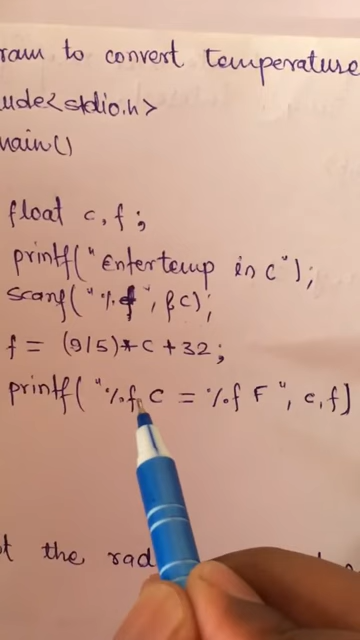 ram to convert temperature
ude<stdio.h>
main()
float c,f;
printf("Enter temp in c");
scanf("%f", &c);
f = (9/5)*c+32;
printf("%f C = %f F", c,f)
the rad